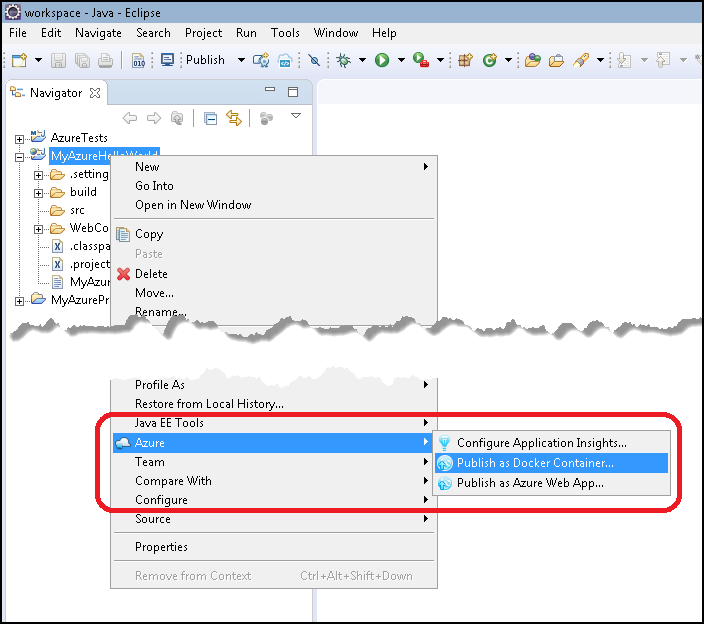 workspace - Java - Eclipse
File Edit Navigate Search Project Run Tools Window Help
010 Publish
Navigator
AzureTests
MyAzureHelloWorld
.setting
build
src
WebCo
.classpa
.project
MyAzur
MyAzurePr
New
Go Into
Open in New Window
Copy
Paste
Delete
Move...
Rename...
Profile As
Restore from Local History...
Java EE Tools
Azure
Team
Compare With
Configure
Source
Properties
Remove from Context Ctrl+Alt+Shift+Down
Configure Application Insights...
Publish as Docker Container...
Publish as Azure Web App...